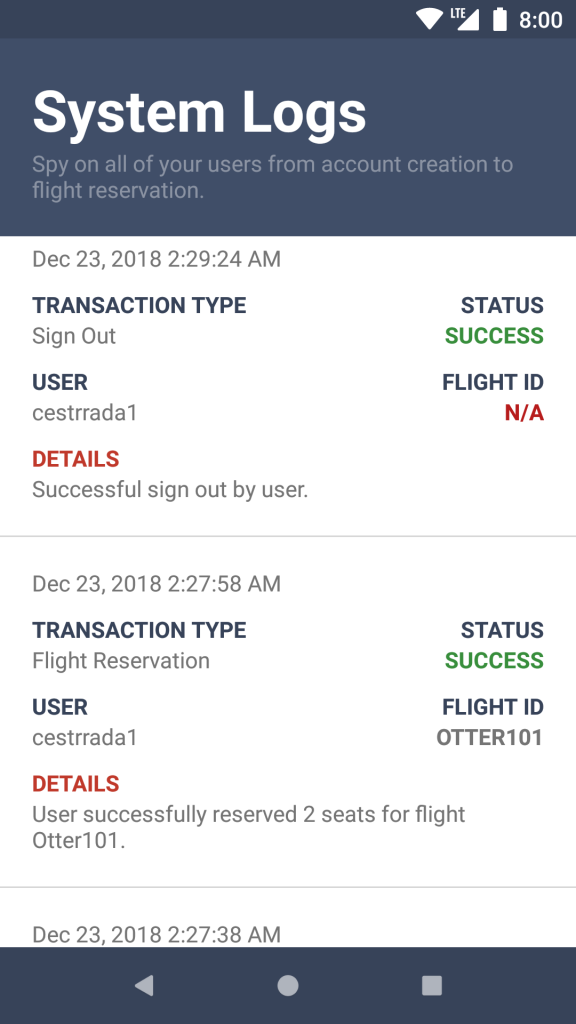 LTE 8:00
System Logs
Spy on all of your users from account creation to
flight reservation.
Dec 23, 2018 2:29:24 AM
TRANSACTION TYPE STATUS
Sign Out SUCCESS
USER FLIGHT ID
cestrrada1 N/A
DETAILS
Successful sign out by user.
Dec 23, 2018 2:27:58 AM
TRANSACTION TYPE STATUS
Flight Reservation SUCCESS
USER FLIGHT ID
cestrrada1 OTTER101
DETAILS
User successfully reserved 2 seats for flight
Otter101.
Dec 23, 2018 2:27:38 AM